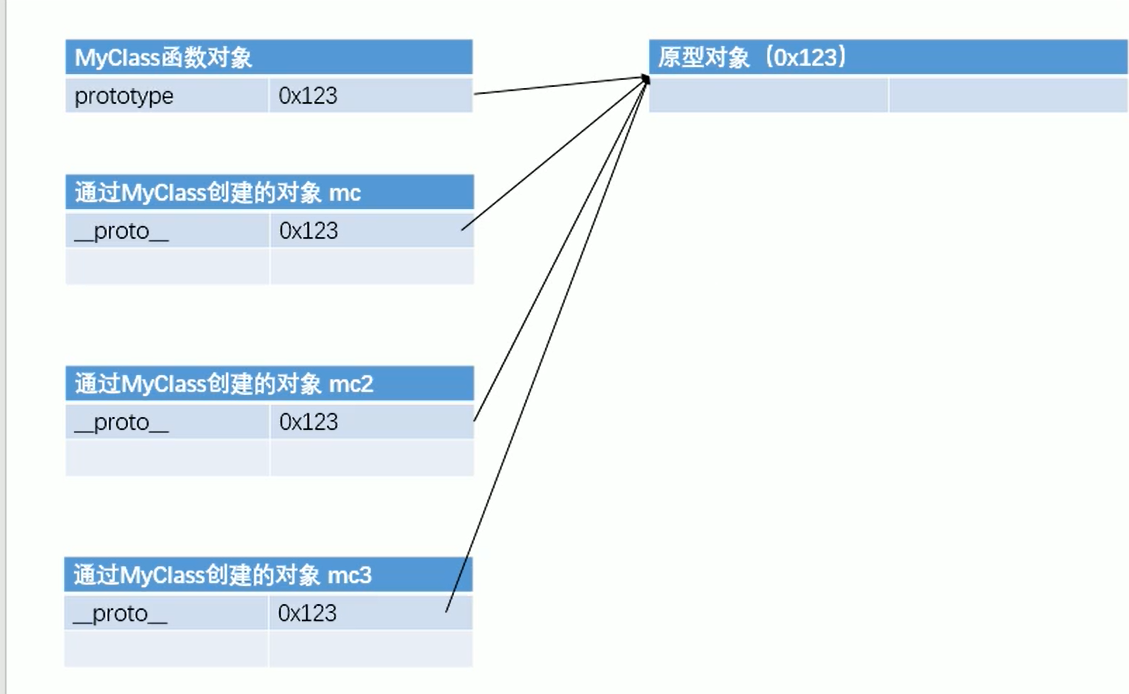 MyClass函数对象
prototype 0x123
原型对象（0x123）
通过MyClass创建的对象 mc
__proto__ 0x123
通过MyClass创建的对象 mc2
__proto__ 0x123
通过MyClass创建的对象 mc3
__proto__ 0x123